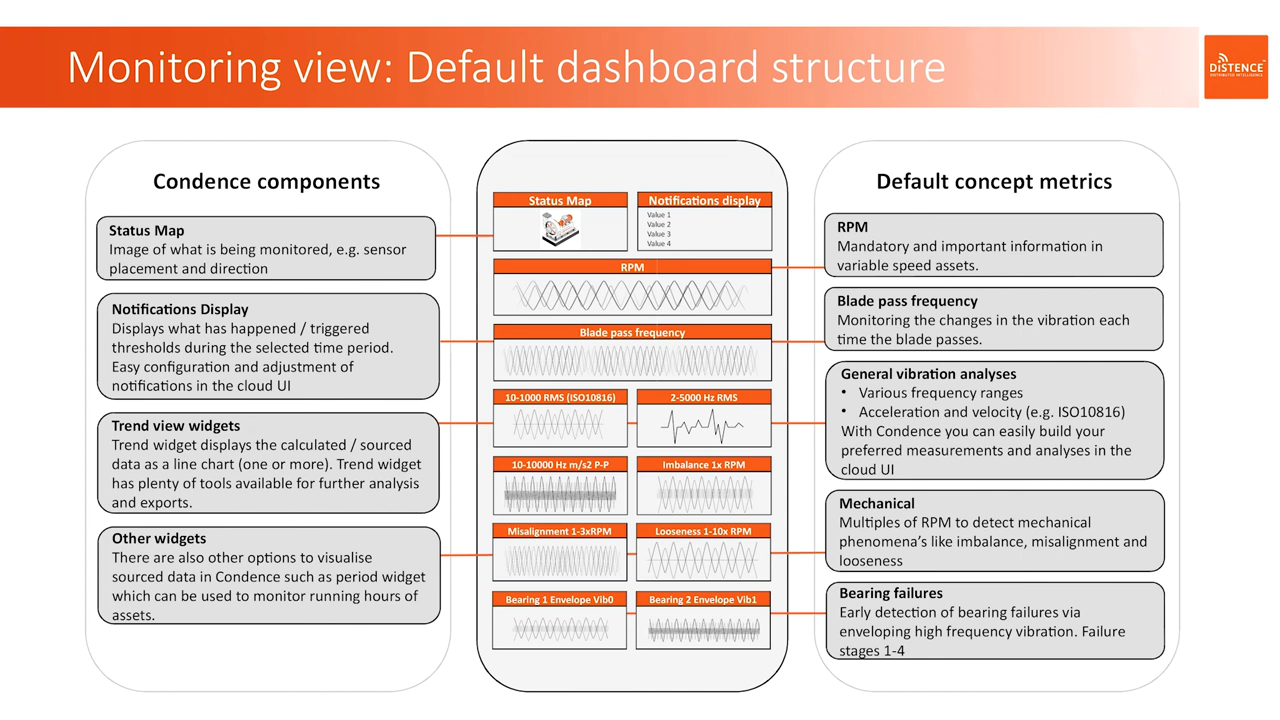 Monitoring view: Default dashboard structure
DiSTENCE
DISTRIBUTED INTELLIGENCE
Condence components
Status Map
Image of what is being monitored, e.g. sensor
placement and direction
Notifications Display
Displays what has happened / triggered
thresholds during the selected time period.
Easy configuration and adjustment of
notifications in the cloud UI
Trend view widgets
Trend widget displays the calculated / sourced
data as a line chart (one or more). Trend widget
has plenty of tools available for further analysis
and exports.
Other widgets
There are also other options to visualise
sourced data in Condence such as period widget
which can be used to monitor running hours of
assets.
Status Map
Notifications display
Value 1
Value 2
Value 3
Value 4
RPM
Blade pass frequency
10-1000 RMS (ISO10816)
2-5000 Hz RMS
10-10000 Hz m/s2 P-P
Imbalance 1x RPM
Misalignment 1-3xRPM
Looseness 1-10x RPM
Bearing 1 Envelope Vib0
Bearing 2 Envelope Vib1
Default concept metrics
RPM
Mandatory and important information in
variable speed assets.
Blade pass frequency
Monitoring the changes in the vibration each
time the blade passes.
General vibration analyses
• Various frequency ranges
• Acceleration and velocity (e.g. ISO10816)
With Condence you can easily build your
preferred measurements and analyses in the
cloud UI
Mechanical
Multiples of RPM to detect mechanical
phenomena's like imbalance, misalignment and
looseness
Bearing failures
Early detection of bearing failures via
enveloping high frequency vibration. Failure
stages 1-4